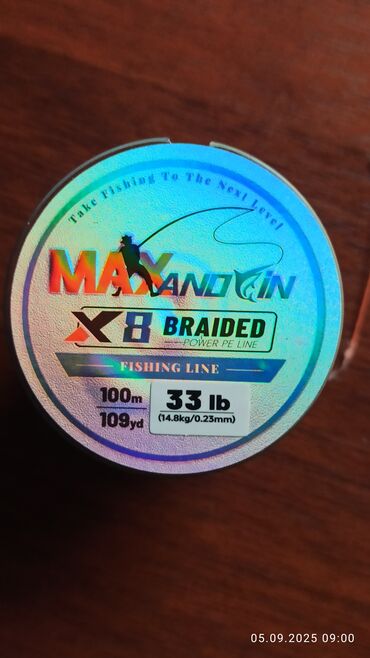 Take Fishing To The Next Level
MAXANDWIN
X8 BRAIDED
POWER PE LINE
FISHING LINE
100m
109yd
33 lb
(14.8kg/0.23mm)
05.09.2025 09:00